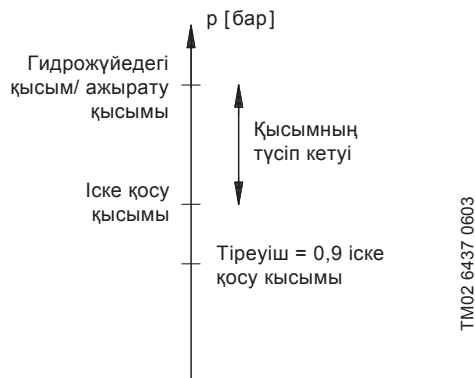 p [бар]
Гидрожүйедегі
қысым/ ажырату
қысымы
Қысымның
түсіп кетуі
Іске қосу
қысымы
Тіреуіш = 0,9 іске
қосу кысымы
TM02 6437 0603